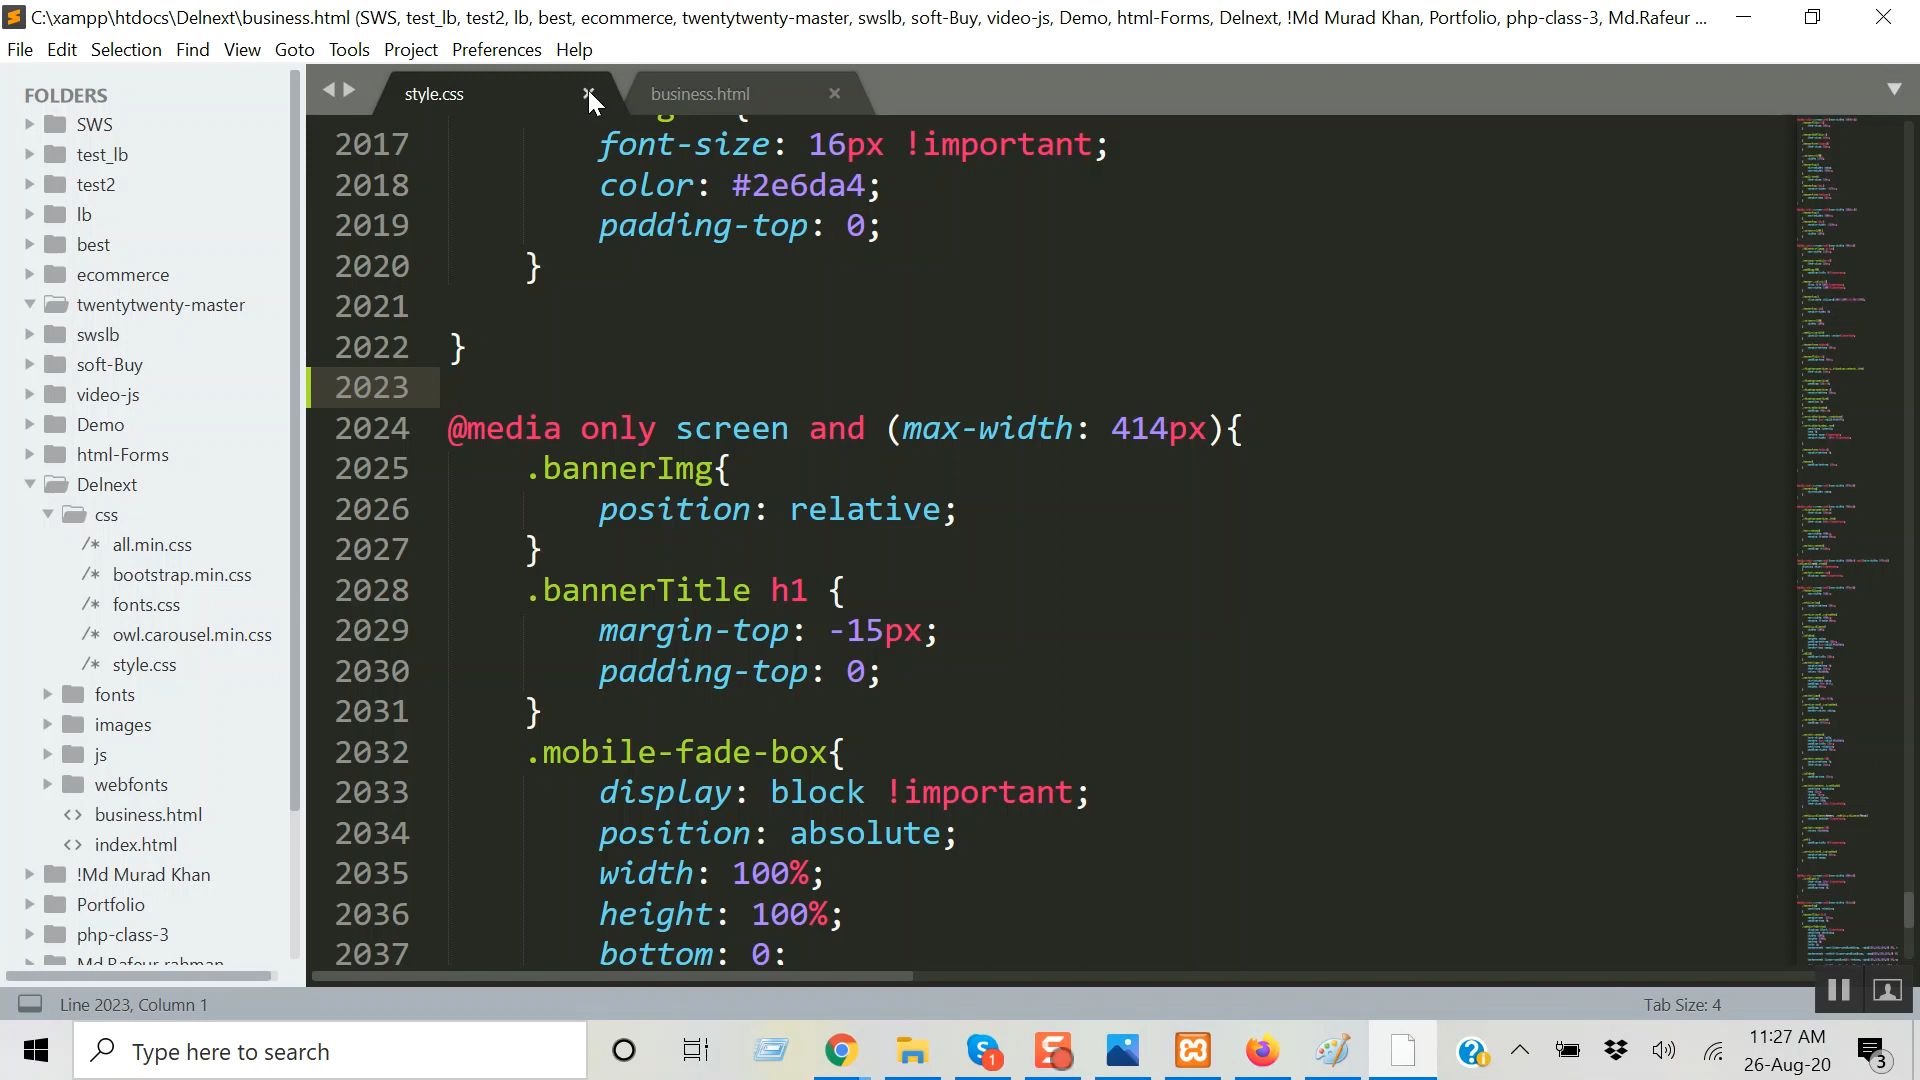 C:\xampp\htdocs\Delnext\business.html (SWS, test_lb, test2, lb, best, ecommerce, twentytwenty-master, swslb, soft-Buy, video-js, Demo, html-Forms, Delnext, !Md Murad Khan, Portfolio, php-class-3, Md.Rafeur ...
File Edit Selection Find View Goto Tools Project Preferences Help
FOLDERS
SWS
test_lb
test2
lb
best
ecommerce
twentytwenty-master
swslb
soft-Buy
video-js
Demo
html-Forms
Delnext
css
/* all.min.css
/* bootstrap.min.css
/* fonts.css
/* owl.carousel.min.css
/* style.css
fonts
images
js
webfonts
<> business.html
<> index.html
!Md Murad Khan
Portfolio
php-class-3
Md.Rafeur rahman
style.css
business.html
2017 font-size: 16px !important;
2018 color: #2e6da4;
2019 padding-top: 0;
2020 }
2021
2022 }
2023
2024 @media only screen and (max-width: 414px){
2025 .bannerImg{
2026 position: relative;
2027 }
2028 .bannerTitle h1 {
2029 margin-top: -15px;
2030 padding-top: 0;
2031 }
2032 .mobile-fade-box{
2033 display: block !important;
2034 position: absolute;
2035 width: 100%;
2036 height: 100%;
2037 bottom: 0;
Line 2023, Column 1
Tab Size: 4
Type here to search
1
11:27 AM
26-Aug-20
3